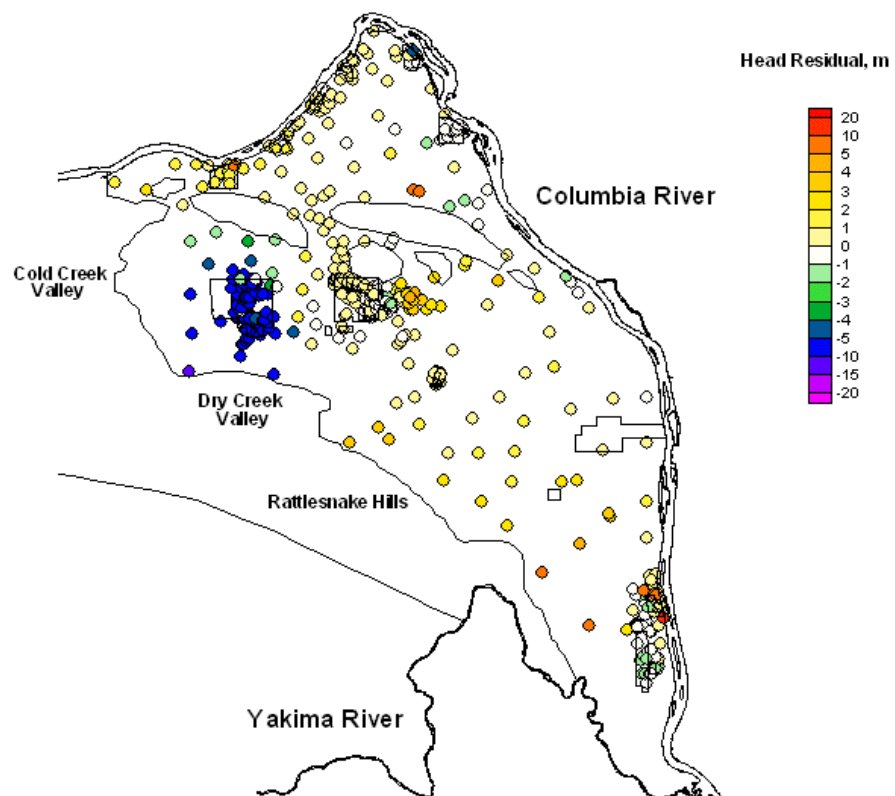 Head Residual, m
20
10
5
4
3
2
1
0
-1
-2
-3
-4
-5
-10
-15
-20
Columbia River
Cold Creek
Valley
Dry Creek
Valley
Rattlesnake Hills
Yakima River